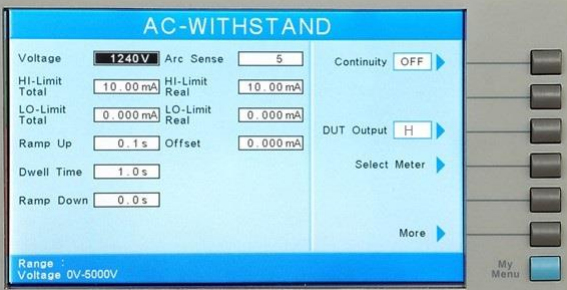 AC-WITHSTAND
Voltage 1240V Arc Sense 5 Continuity OFF
HI-Limit Total 10.00mA HI-Limit Real 10.00mA
LO-Limit Total 0.000mA LO-Limit Real 0.000mA DUT Output H
Ramp Up 0.1s Offset 0.000mA
Select Meter
Dwell Time 1.0s
Ramp Down 0.0s
More
Range :
Voltage 0V-5000V
My
Menu